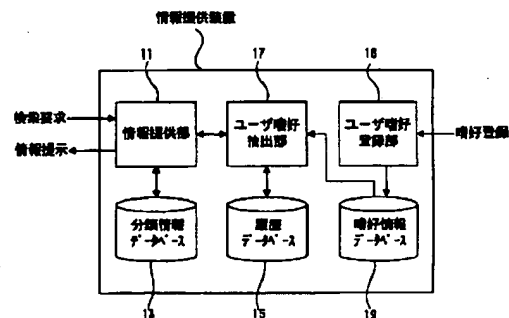 情報提供装置
11
17
18
検索要求
情報提示
情報提供部
ユーザ嗜好
抽出部
ユーザ嗜好
登録部
嗜好登録
分類情報
データベース
履歴
データベース
嗜好情報
データベース
13
15
19